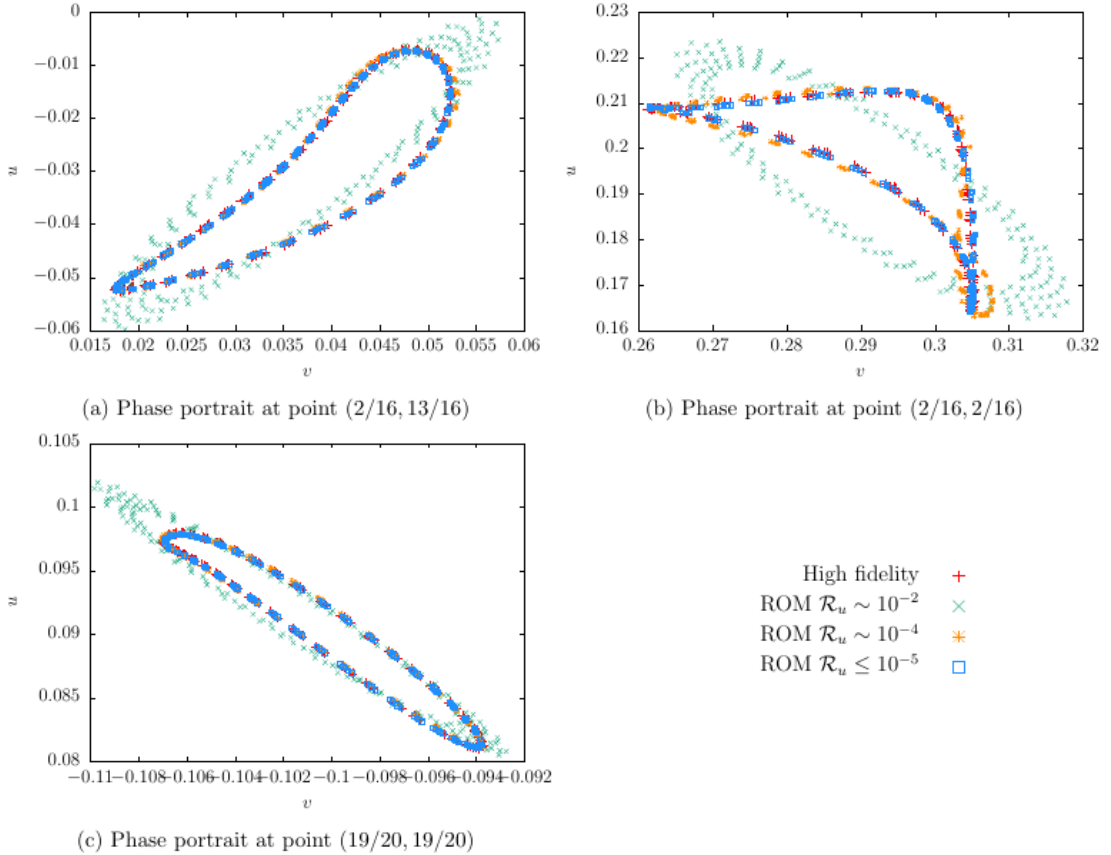 0
−0.01
−0.02
−0.03
−0.04
−0.05
−0.06
u
0.015 0.02 0.025 0.03 0.035 0.04 0.045 0.05 0.055 0.06
v
(a) Phase portrait at point (2/16, 13/16)
0.23
0.22
0.21
0.2
0.19
0.18
0.17
0.16
u
0.26 0.27 0.28 0.29 0.3 0.31 0.32
v
(b) Phase portrait at point (2/16, 2/16)
0.105
0.1
0.095
0.09
0.085
0.08
u
−0.11 −0.108 −0.106 −0.104 −0.102 −0.1 −0.098 −0.096 −0.094 −0.092
v
(c) Phase portrait at point (19/20, 19/20)
High fidelity
ROM ℛᵤ ∼ 10⁻²
ROM ℛᵤ ∼ 10⁻⁴
ROM ℛᵤ ≤ 10⁻⁵